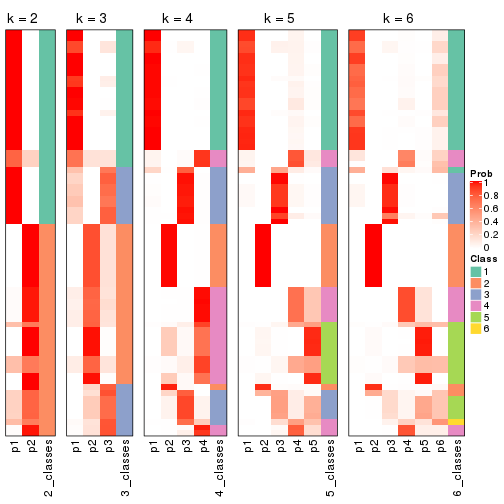 k = 2
k = 3
k = 4
k = 5
k = 6
p1
p2
2_classes
p1
p2
p3
3_classes
p1
p2
p3
p4
4_classes
p1
p2
p3
p4
p5
5_classes
p1
p2
p3
p4
p5
p6
6_classes
Prob
1
0.8
0.6
0.4
0.2
0
Class
1
2
3
4
5
6